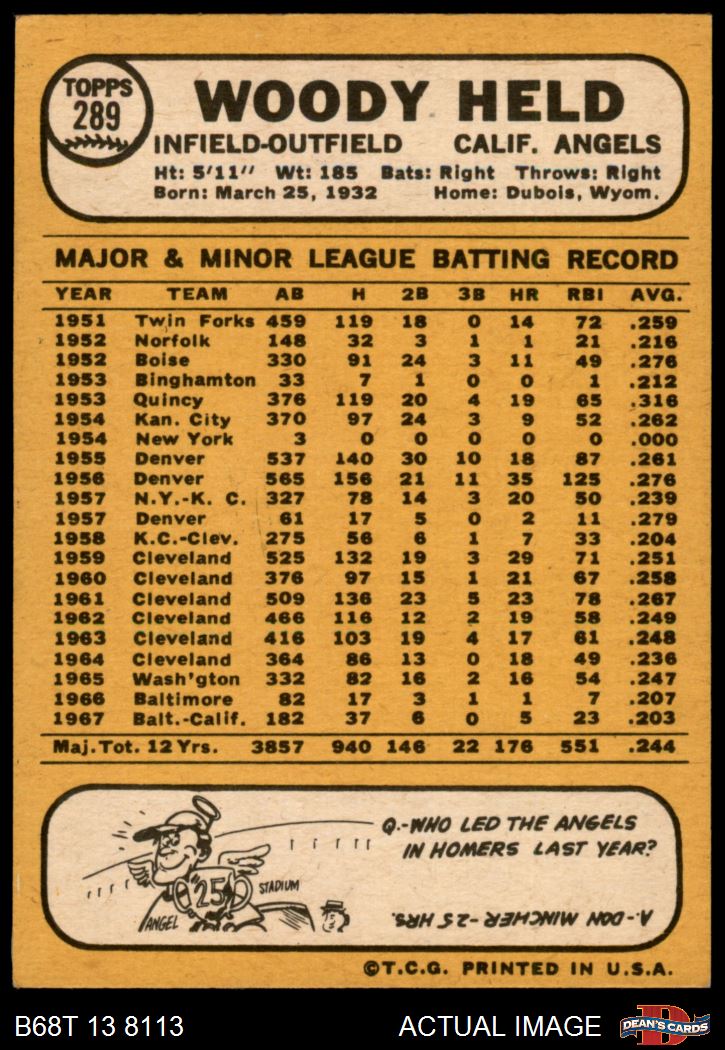 TOPPS
289
WOODY HELD
INFIELD-OUTFIELD CALIF. ANGELS
Ht: 5'11" Wt: 185 Bats: Right Throws: Right
Born: March 25, 1932 Home: Dubois, Wyom.
MAJOR & MINOR LEAGUE BATTING RECORD
YEAR TEAM AB H 2B 3B HR RBI AVG.
1951 Twin Forks 459 119 18 0 14 72 .259
1952 Norfolk 148 32 3 1 1 21 .216
1952 Boise 330 91 24 3 11 49 .276
1953 Binghamton 33 7 1 0 0 1 .212
1953 Quincy 376 119 20 4 19 65 .316
1954 Kan. City 370 97 24 3 9 52 .262
1954 New York 3 0 0 0 0 0 .000
1955 Denver 537 140 30 10 18 87 .261
1956 Denver 565 156 21 11 35 125 .276
1957 N.Y.-K. C. 327 78 14 3 20 50 .239
1957 Denver 61 17 5 0 2 11 .279
1958 K.C.-Clev. 275 56 6 1 7 33 .204
1959 Cleveland 525 132 19 3 29 71 .251
1960 Cleveland 376 97 15 1 21 67 .258
1961 Cleveland 509 136 23 5 23 78 .267
1962 Cleveland 466 116 12 2 19 58 .249
1963 Cleveland 416 103 19 4 17 61 .248
1964 Cleveland 364 86 13 0 18 49 .236
1965 Wash'gton 332 82 16 2 16 54 .247
1966 Baltimore 82 17 3 1 1 7 .207
1967 Balt.-Calif. 182 37 6 0 5 23 .203
Maj.Tot. 12 Yrs. 3857 940 146 22 176 551 .244
Q.-WHO LED THE ANGELS
IN HOMERS LAST YEAR?
"25"
STADIUM
ANGEL
A-. DON MINCHER-25 HRS.
©T.C.G. PRINTED IN U.S.A.
B68T 13 8113 ACTUAL IMAGE
D
DEAN'S CARDS